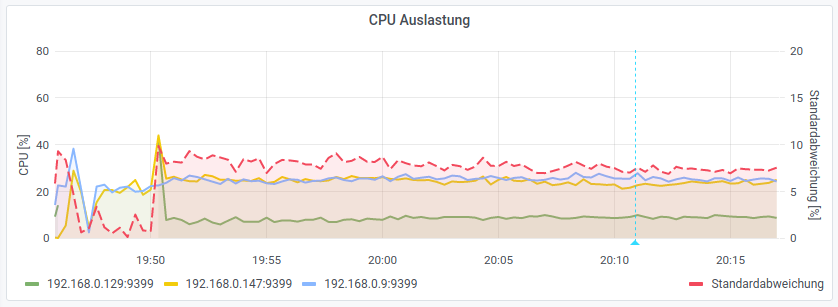 CPU Auslastung
80 20
60 15
40 10
20 5
0 0
CPU [%]
Standardabweichung [%]
19:50 19:55 20:00 20:05 20:10 20:15
192.168.0.129:9399 192.168.0.147:9399 192.168.0.9:9399 Standardabweichung